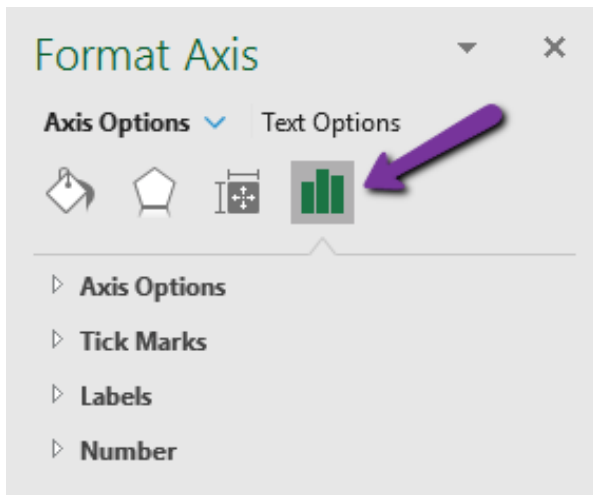 Format Axis
Axis Options Text Options
Axis Options
Tick Marks
Labels
Number